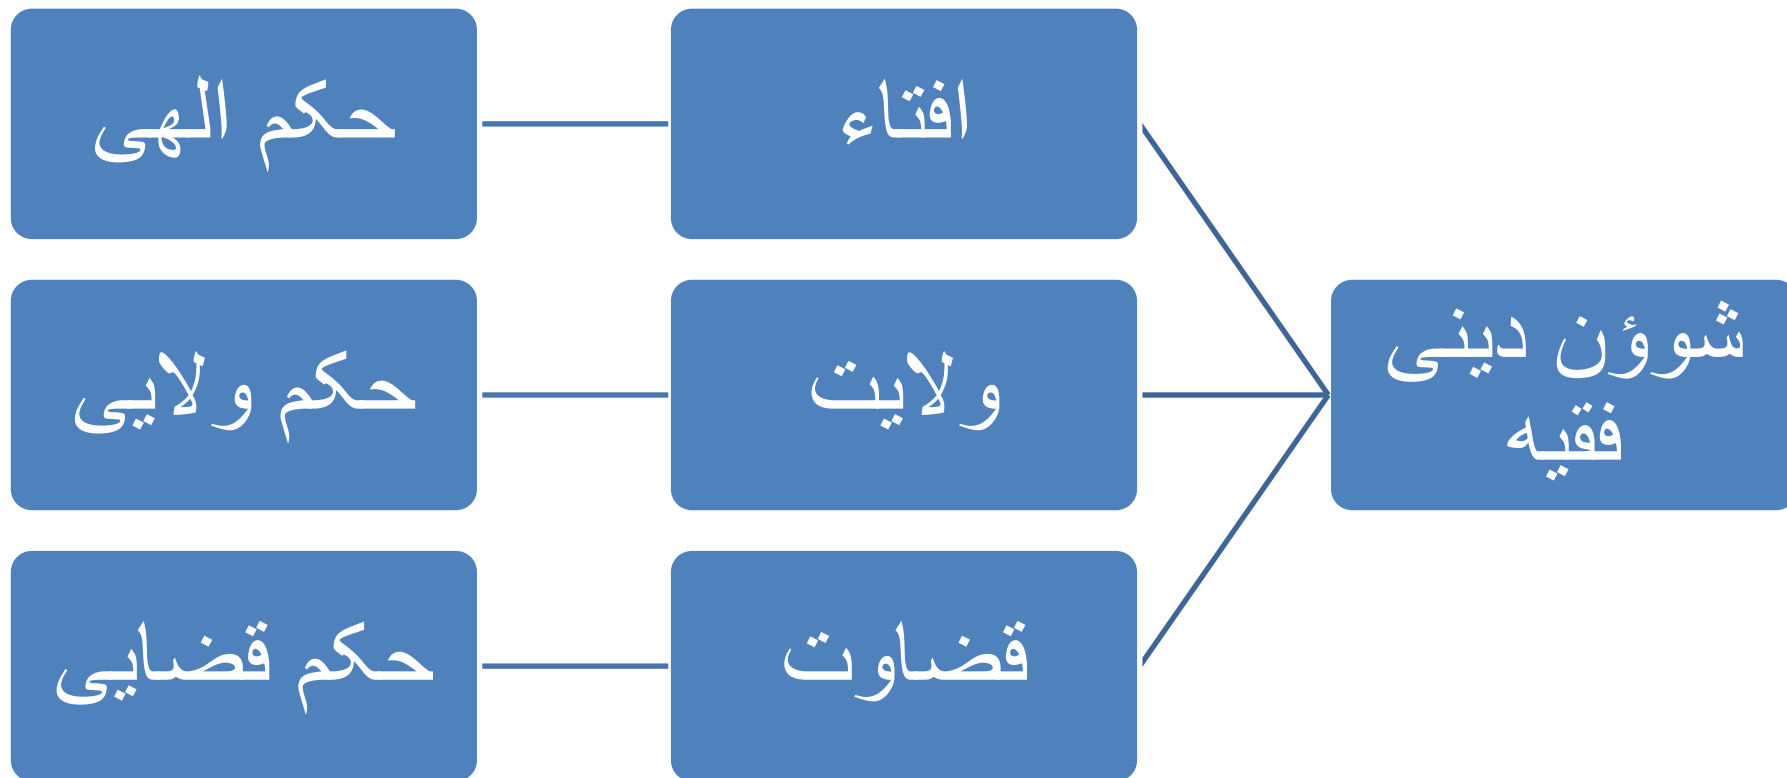 شوؤن دینی
فقیه
افتاء
حکم الهی
ولایت
حکم ولایی
قضاوت
حکم قضایی